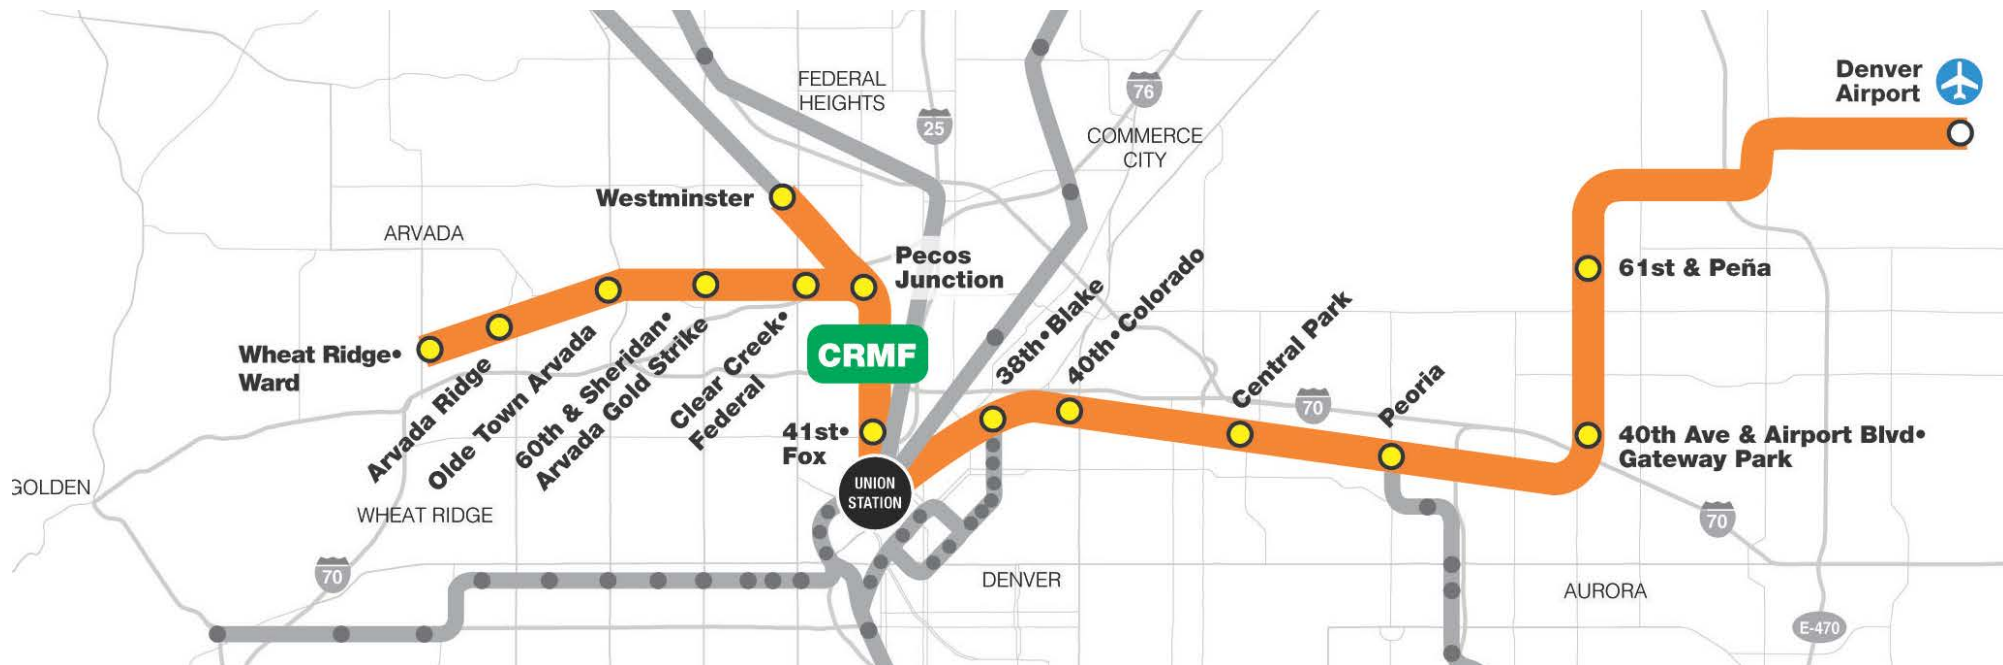 FEDERAL
HEIGHTS
25
76
COMMERCE
CITY
Denver
Airport
Westminster
ARVADA
Pecos
Junction
61st & Peña
Wheat Ridge•
Ward
Arvada Ridge
Olde Town Arvada
60th & Sheridan•
Arvada Gold Strike
Clear Creek•
Federal
CRMF
41st•
Fox
38th•Blake
40th•Colorado
Central Park
70
Peoria
40th Ave & Airport Blvd•
Gateway Park
GOLDEN
WHEAT RIDGE
UNION
STATION
70
70
DENVER
AURORA
E-470